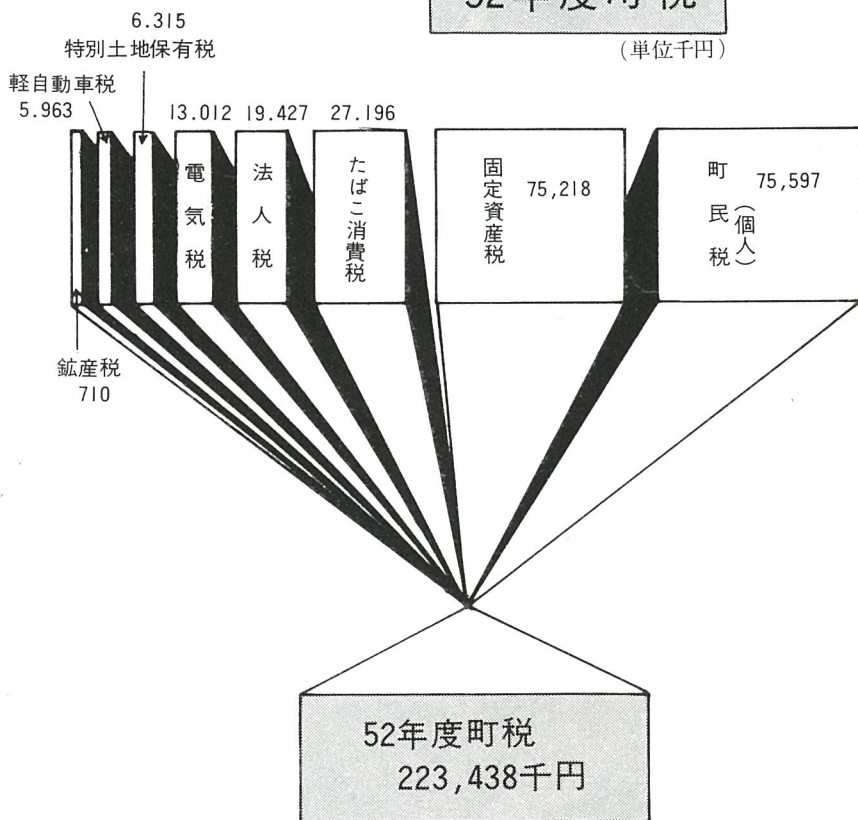 52年度町税
(単位千円)
6.315
特別土地保有税
軽自動車税
5.963
13.012
19.427
27.196
電気税
法人税
たばこ消費税
固定資産税
75,218
町民税(個人)
75,597
鉱産税
710
52年度町税
223,438千円